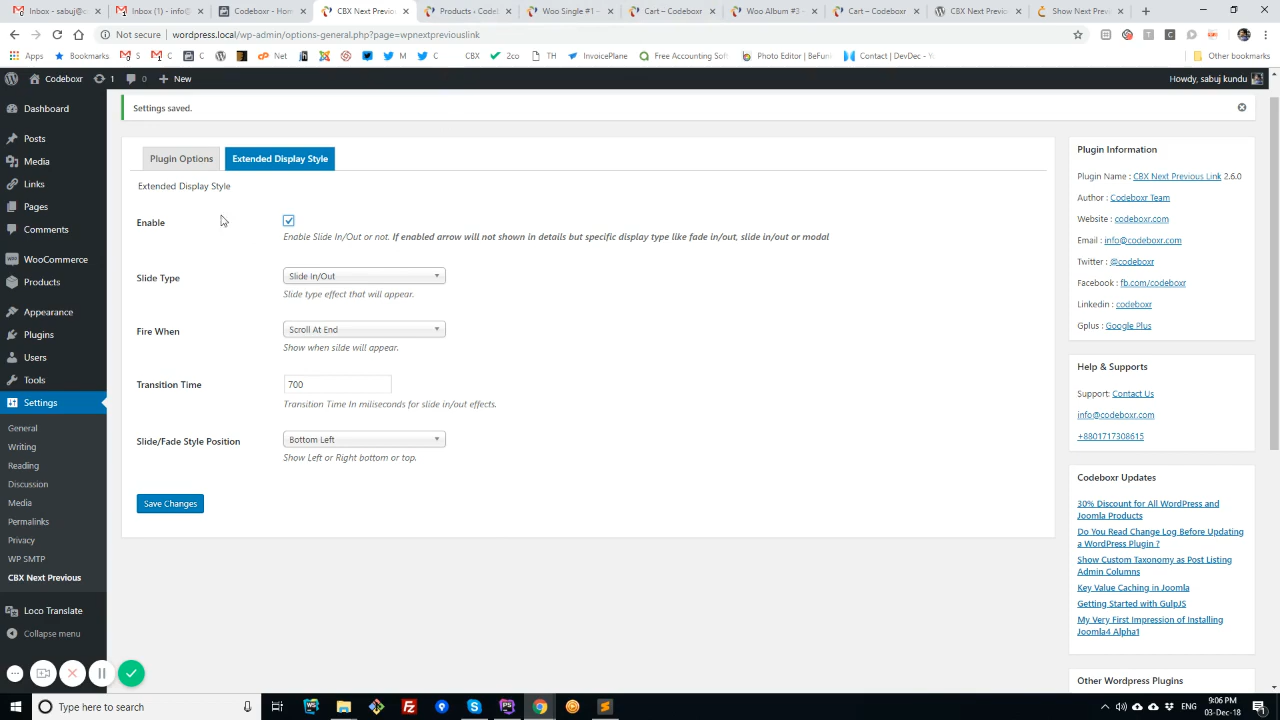 Inbox - sabuj@c
Inbox (1) - info@
Codeboxr - Hom
CBX Next Previous
Products ‹ Codeb
Woo Single #1 –
Cart – Codeboxr
Woo Album #3 –
Cart – Codeboxr
CBX Next Previo
Show Next Previo
Not secure | wordpress.local/wp-admin/options-general.php?page=wpnextpreviouslink
Apps
Bookmarks
S
C
C
Net
M
C
CBX
2co
TH
InvoicePlane
Free Accounting Soft
Photo Editor | BeFun
Contact | DevDec - Y
Other bookmarks
Codeboxr
1
0
New
Howdy, sabuj kundu
Dashboard
Posts
Media
Links
Pages
Comments
WooCommerce
Products
Appearance
Plugins
Users
Tools
Settings
General
Writing
Reading
Discussion
Media
Permalinks
Privacy
WP SMTP
CBX Next Previous
Loco Translate
Collapse menu
Settings saved.
Plugin Options
Extended Display Style
Extended Display Style
Enable
Enable Slide In/Out or not. If enabled arrow will not shown in details but specific display type like fade in/out, slide in/out or modal
Slide Type
Slide In/Out
Slide type effect that will appear.
Fire When
Scroll At End
Show when silde will appear.
Transition Time
700
Transition Time In miliseconds for slide in/out effects.
Slide/Fade Style Position
Bottom Left
Show Left or Right bottom or top.
Save Changes
Plugin Information
Plugin Name : CBX Next Previous Link 2.6.0
Author : Codeboxr Team
Website : codeboxr.com
Email : info@codeboxr.com
Twitter : @codeboxr
Facebook : fb.com/codeboxr
Linkedin : codeboxr
Gplus : Google Plus
Help & Supports
Support: Contact Us
info@codeboxr.com
+8801717308615
Codeboxr Updates
30% Discount for All WordPress and
Joomla Products
Do You Read Change Log Before Updating
a WordPress Plugin ?
Show Custom Taxonomy as Post Listing
Admin Columns
Key Value Caching in Joomla
Getting Started with GulpJS
My Very First Impression of Installing
Joomla4 Alpha1
Other Wordpress Plugins
Type here to search
ENG
9:06 PM
03-Dec-18